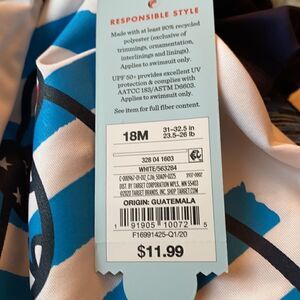 RESPONSIBLE STYLE
Made with at least 90% recycled
polyester (exclusive of
trimmings, ornamentation,
interlinings and linings).
Applies to swimsuit only.
UPF 50+ provides excellent UV
protection & complies with
AATCC 183/ASTM D6603.
Applies to swimsuit only.
See item for full fiber content.
18M
31-32.5 in
23.5-26 lb
328 04 1603
WHITE/563284
DIST. BY TARGET CORPORATION MPLS., MN 55403
©2020 TARGET BRANDS, INC. SHOP TARGET.COM
ORIGIN: GUATEMALA
1 91905 10072 5
F16991425-Q1/20
$11.99